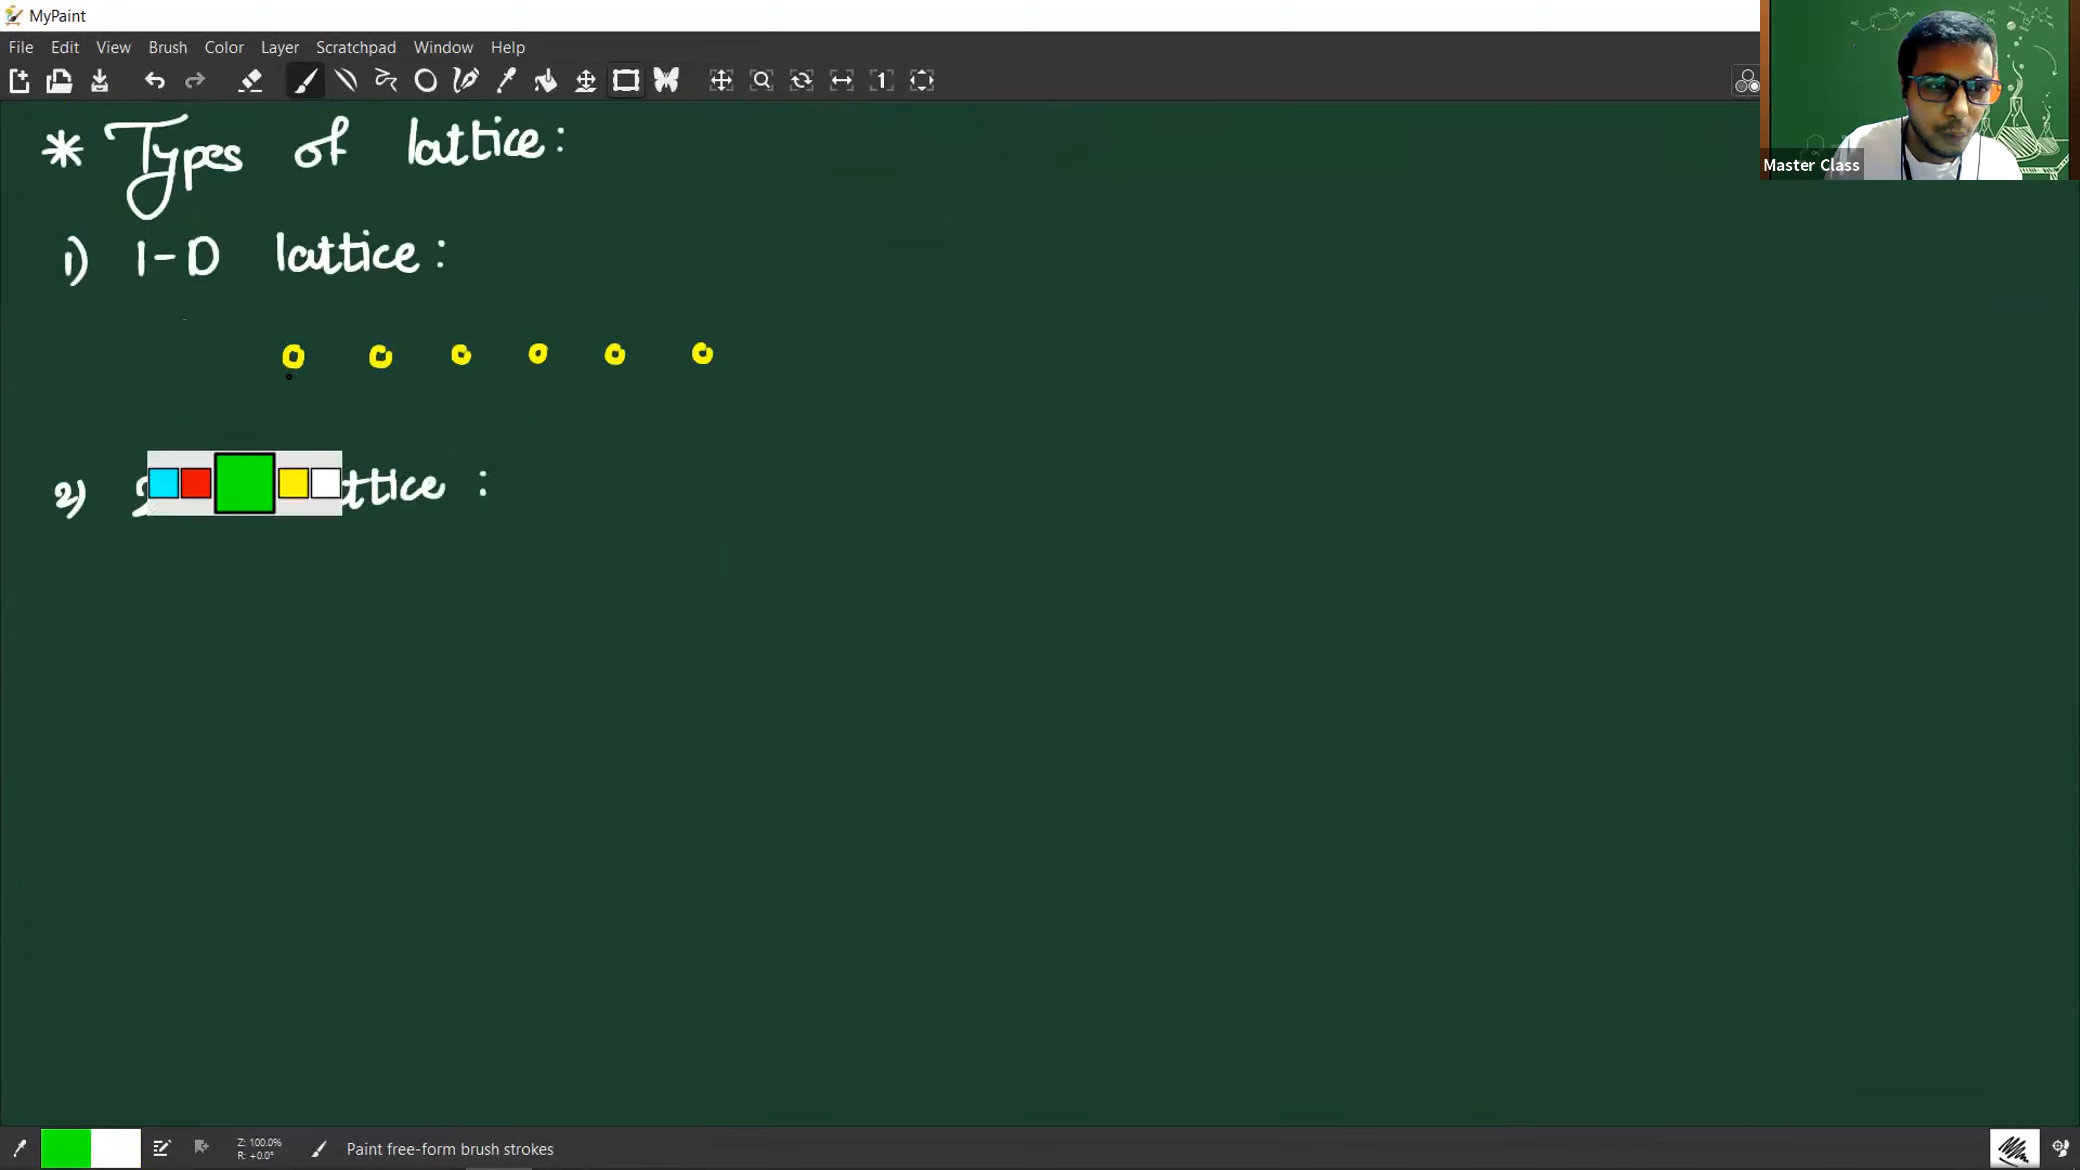 MyPaint
File Edit View Brush Color Layer Scratchpad Window Help
1
Master Class
* Types of lattice:
1) 1-D lattice:
2) ttice :
Z: 100.0%
R: +0.0°
Paint free-form brush strokes